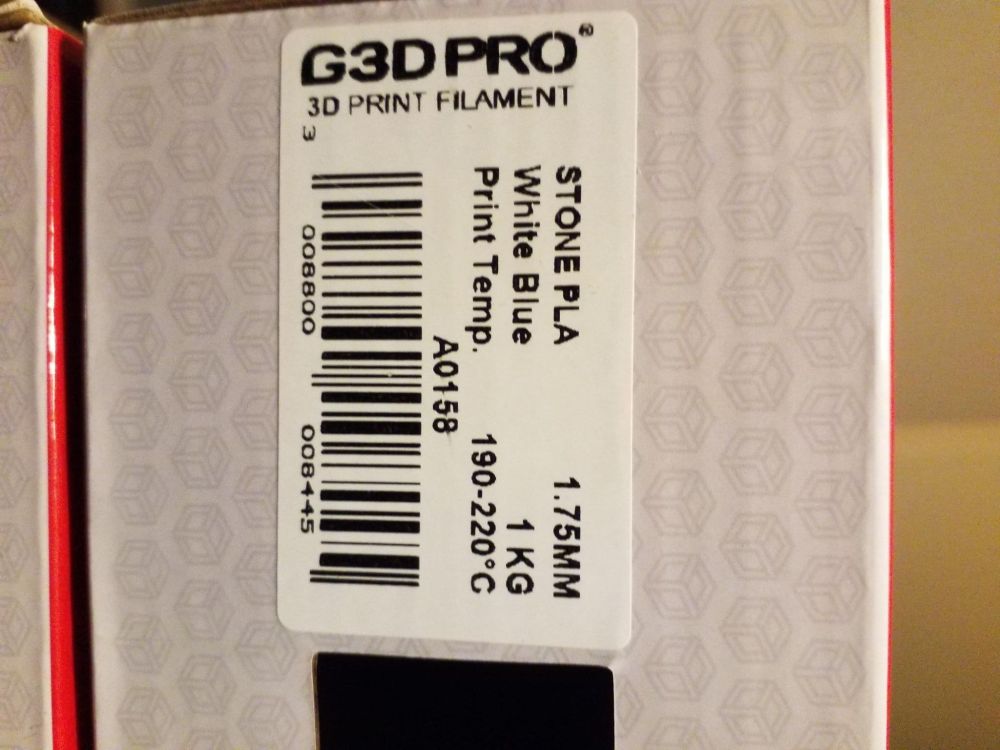 G3D PRO®
3D PRINT FILAMENT
STONE PLA 1.75MM
White Blue 1 KG
Print Temp. 190-220°C
A0158
3 008800 008445